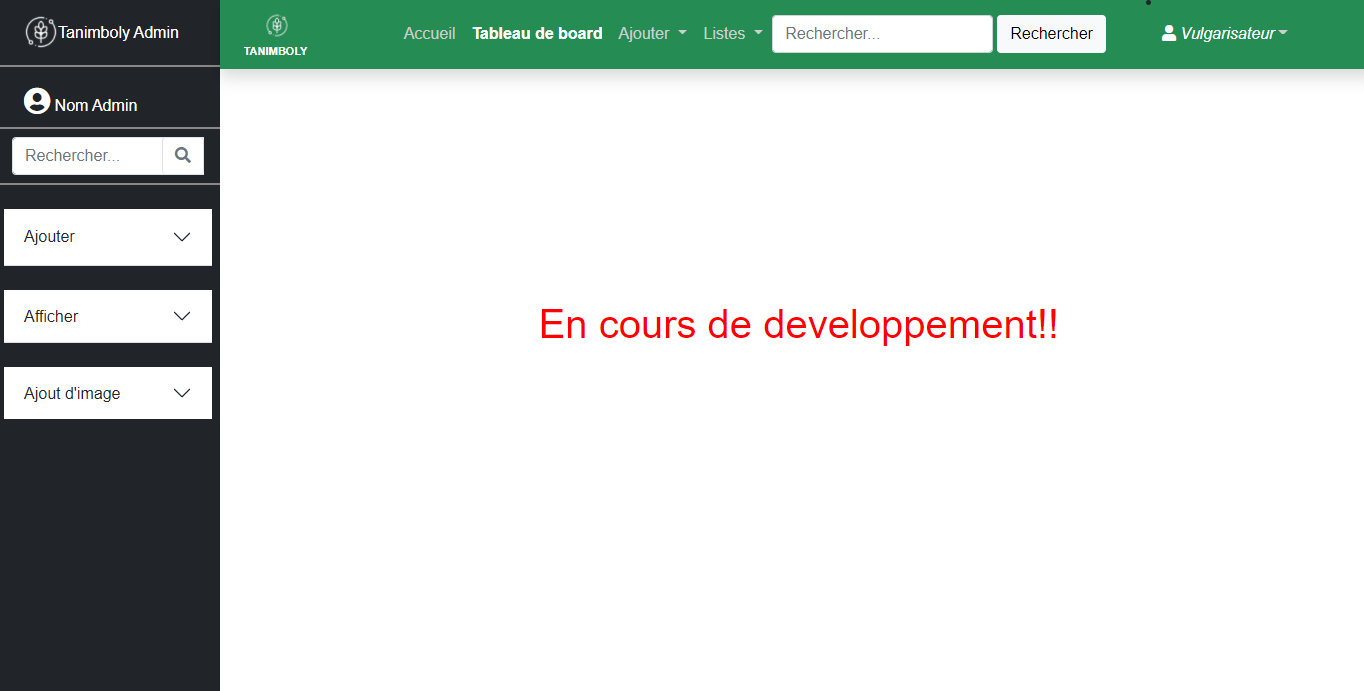 Tanimboly Admin
Nom Admin
Rechercher...
Ajouter
Afficher
Ajout d'image
TANIMBOLY
Accueil
Tableau de board
Ajouter
Listes
Rechercher...
Rechercher
Vulgarisateur
En cours de developpement!!